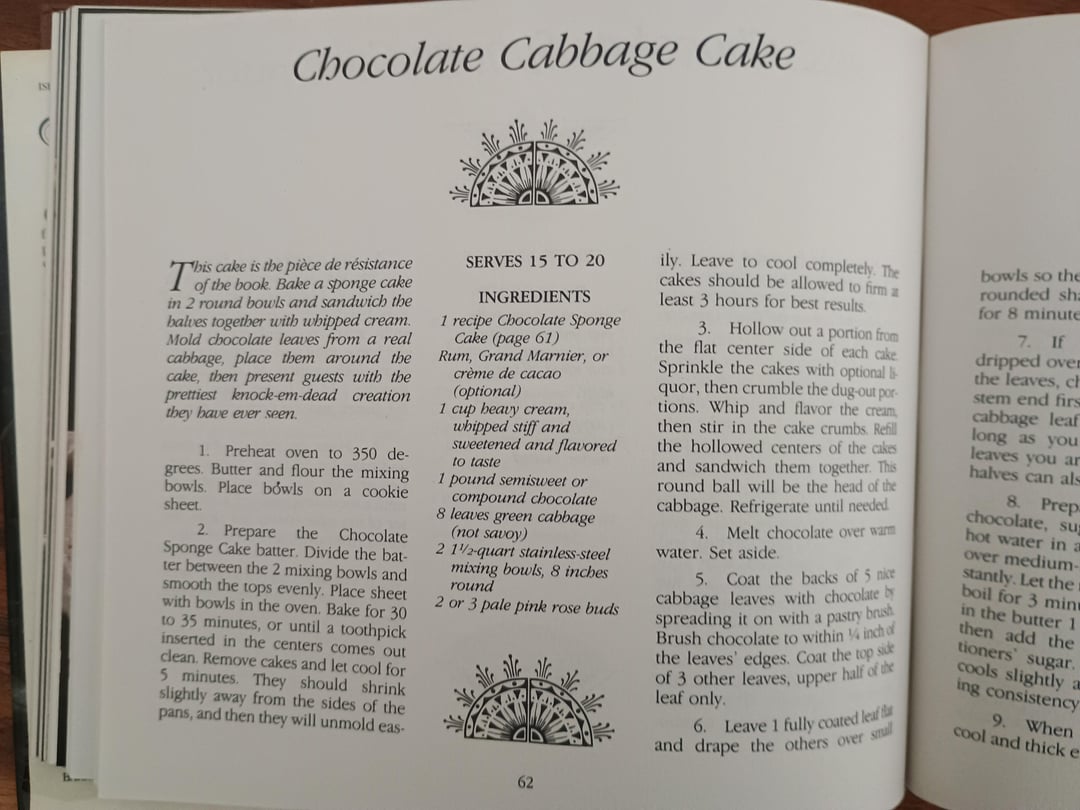 Chocolate Cabbage Cake
This cake is the pièce de résistance
of the book. Bake a sponge cake
in 2 round bowls and sandwich the
halves together with whipped cream.
Mold chocolate leaves from a real
cabbage, place them around the
cake, then present guests with the
prettiest knock-em-dead creation
they have ever seen.
1. Preheat oven to 350 de-
grees. Butter and flour the mixing
bowls. Place bowls on a cookie
sheet.
2. Prepare the Chocolate
Sponge Cake batter. Divide the bat-
ter between the 2 mixing bowls and
smooth the tops evenly. Place sheet
with bowls in the oven. Bake for 30
to 35 minutes, or until a toothpick
inserted in the centers comes out
clean. Remove cakes and let cool for
5 minutes. They should shrink
slightly away from the sides of the
pans, and then they will unmold eas-
SERVES 15 TO 20
INGREDIENTS
1 recipe Chocolate Sponge
Cake (page 61)
Rum, Grand Marnier, or
crème de cacao
(optional)
1 cup heavy cream,
whipped stiff and
sweetened and flavored
to taste
1 pound semisweet or
compound chocolate
8 leaves green cabbage
(not savoy)
2 1½-quart stainless-steel
mixing bowls, 8 inches
round
2 or 3 pale pink rose buds
ily. Leave to cool completely. The
cakes should be allowed to firm at
least 3 hours for best results.
3. Hollow out a portion from
the flat center side of each cake.
Sprinkle the cakes with optional li-
quor, then crumble the dug-out por-
tions. Whip and flavor the cream,
then stir in the cake crumbs. Refill
the hollowed centers of the cakes
and sandwich them together. This
round ball will be the head of the
cabbage. Refrigerate until needed.
4. Melt chocolate over warm
water. Set aside.
5. Coat the backs of 5 nice
cabbage leaves with chocolate by
spreading it on with a pastry brush.
Brush chocolate to within ¼ inch of
the leaves' edges. Coat the top side
of 3 other leaves, upper half of the
leaf only.
6. Leave 1 fully coated leaf flat
and drape the others over small
62
bowls so the
rounded
for 8
7. If
dripped over
the leaves,
stem end
cabbage leaf
long as you
leaves you
halves can
8.
chocolate,
hot water in
over medium-
stantly. Let the
boil for 3
in the butter 1
then add the
tioners' sugar.
cools slightly
ing consistency
9. When
cool and thick